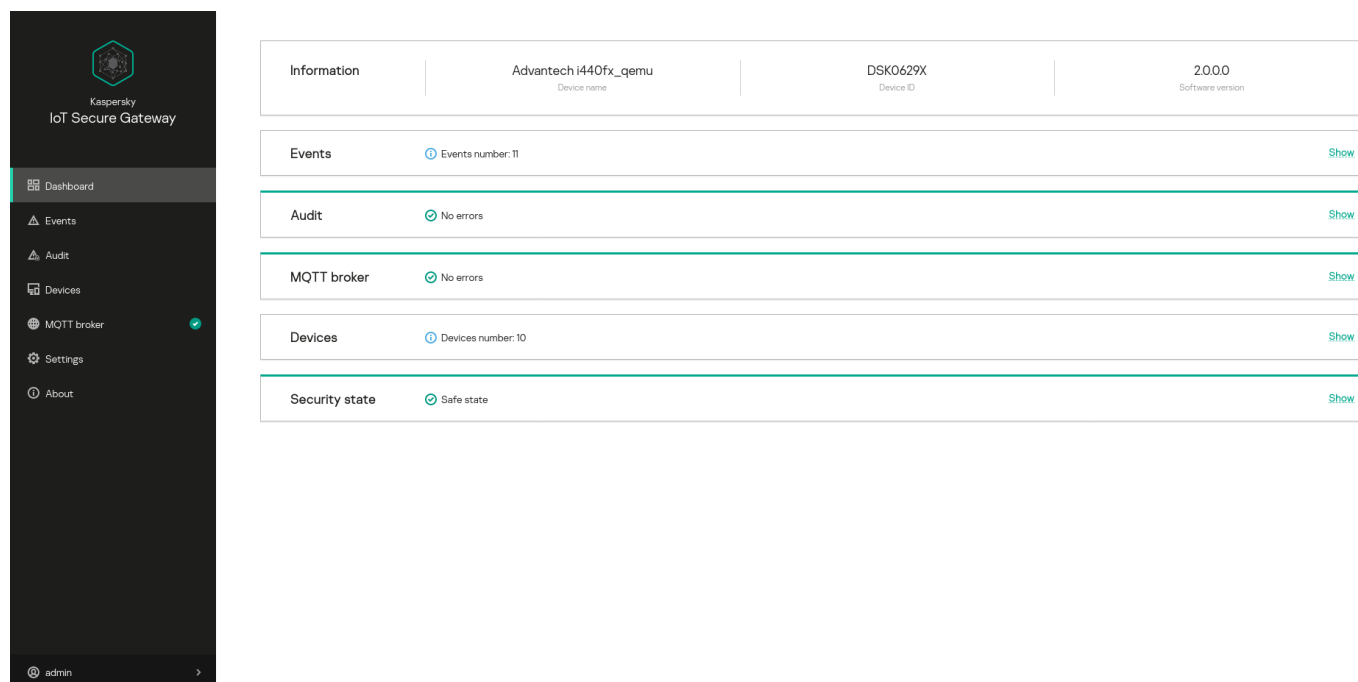 Kaspersky
IoT Secure Gateway
Dashboard
Events
Audit
Devices
MQTT broker
Settings
About
admin
Information
Advantech i440fx_qemu
Device name
DSK0629X
Device ID
2.0.0.0
Software version
Events
Events number: 11
Show
Audit
No errors
Show
MQTT broker
No errors
Show
Devices
Devices number: 10
Show
Security state
Safe state
Show